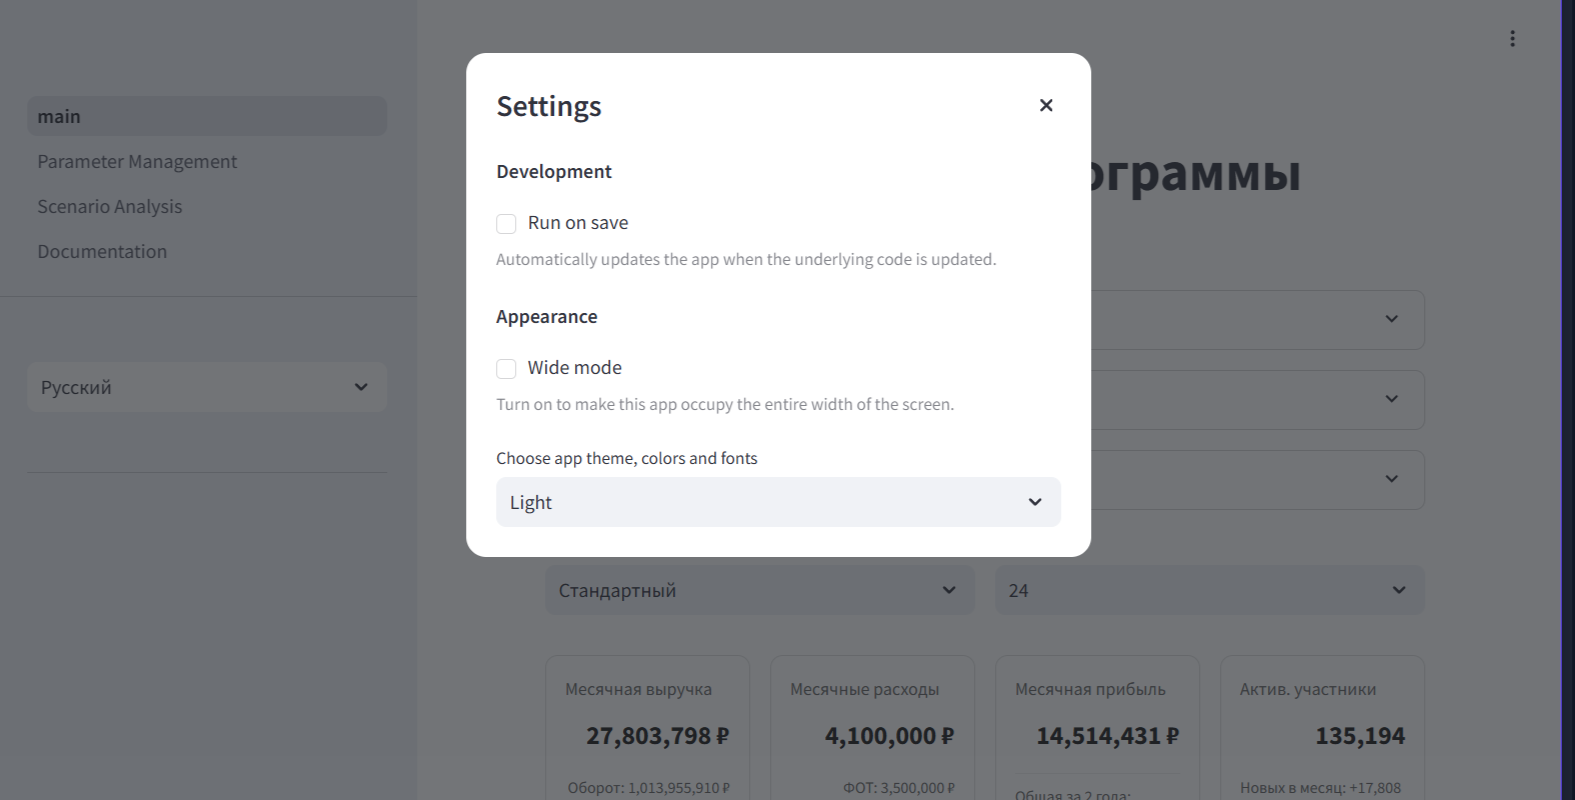 main
Parameter Management
Scenario Analysis
Documentation
Русский
Settings
Development
Run on save
Automatically updates the app when the underlying code is updated.
Appearance
Wide mode
Turn on to make this app occupy the entire width of the screen.
Choose app theme, colors and fonts
Light
ограммы
Стандартный
24
Месячная выручка
27,803,798 ₽
Оборот: 1,013,955,910 ₽
Месячные расходы
4,100,000 ₽
ФОТ: 3,500,000 ₽
Месячная прибыль
14,514,431 ₽
Общая за 2 года:
Актив. участники
135,194
Новых в месяц: +17,808